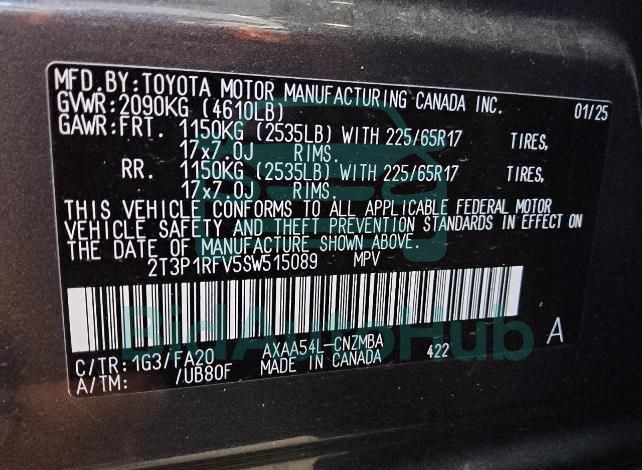 MFD.BY:TOYOTA MOTOR MANUFACTURING CANADA INC. 01/25
GVWR:2090KG (4610LB)
GAWR:FRT. 1150KG (2535LB) WITH 225/65R17 TIRES,
17x7.0J RIMS.
RR. 1150KG (2535LB) WITH 225/65R17 TIRES,
17x7.0J RIMS.
THIS VEHICLE CONFORMS TO ALL APPLICABLE FEDERAL MOTOR
VEHICLE SAFETY AND THEFT PREVENTION STANDARDS IN EFFECT ON
THE DATE OF MANUFACTURE SHOWN ABOVE.
2T3P1RFV5SW515089 MPV
BidAutoHub
A
C/TR: 1G3/FA20 AXAA54L-CNZMBA 422
A/TM: /UB80F MADE IN CANADA